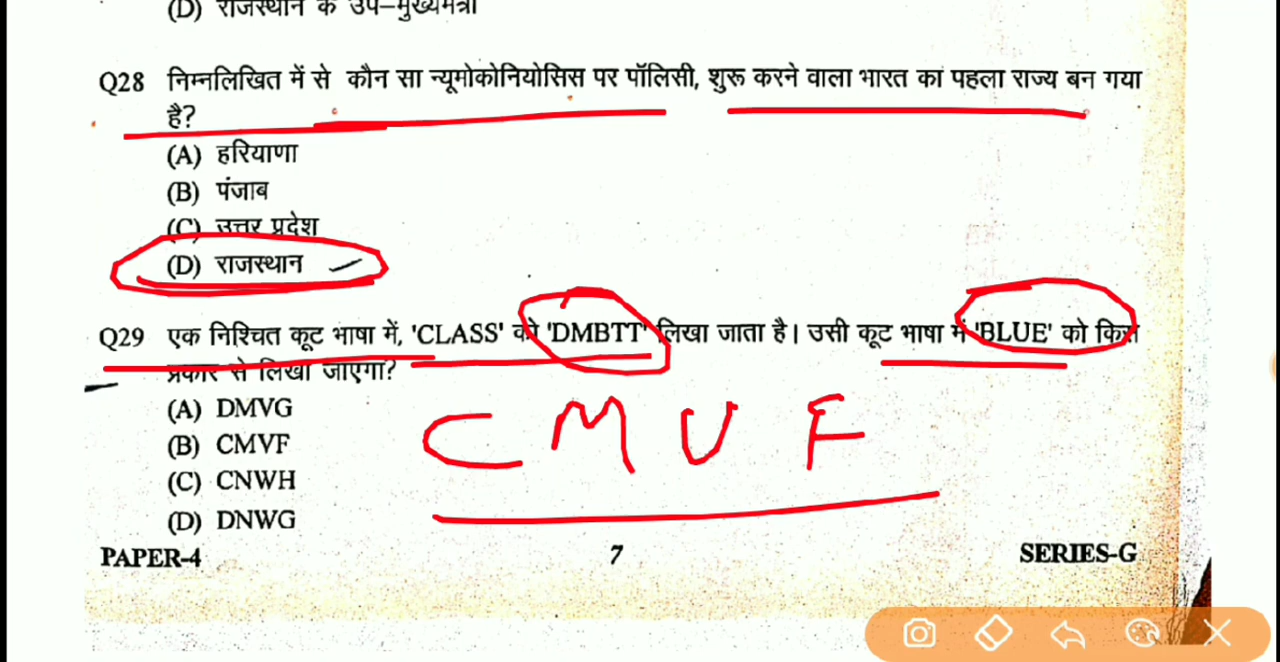 (D) राजस्थान के उप–मुख्यमंत्री
Q28 निम्नलिखित में से कौन सा न्यूमोकोनियोसिस पर पॉलिसी, शुरू करने वाला भारत का पहला राज्य बन गया
है?
(A) हरियाणा
(B) पंजाब
(C) उत्तर प्रदेश
(D) राजस्थान
Q29 एक निश्चित कूट भाषा में, 'CLASS' को 'DMBTT' लिखा जाता है। उसी कूट भाषा में 'BLUE' को किस
प्रकार से लिखा जाएगा?
(A) DMVG
(B) CMVF
(C) CNWH
(D) DNWG
C M V F
PAPER-4 7 SERIES-G